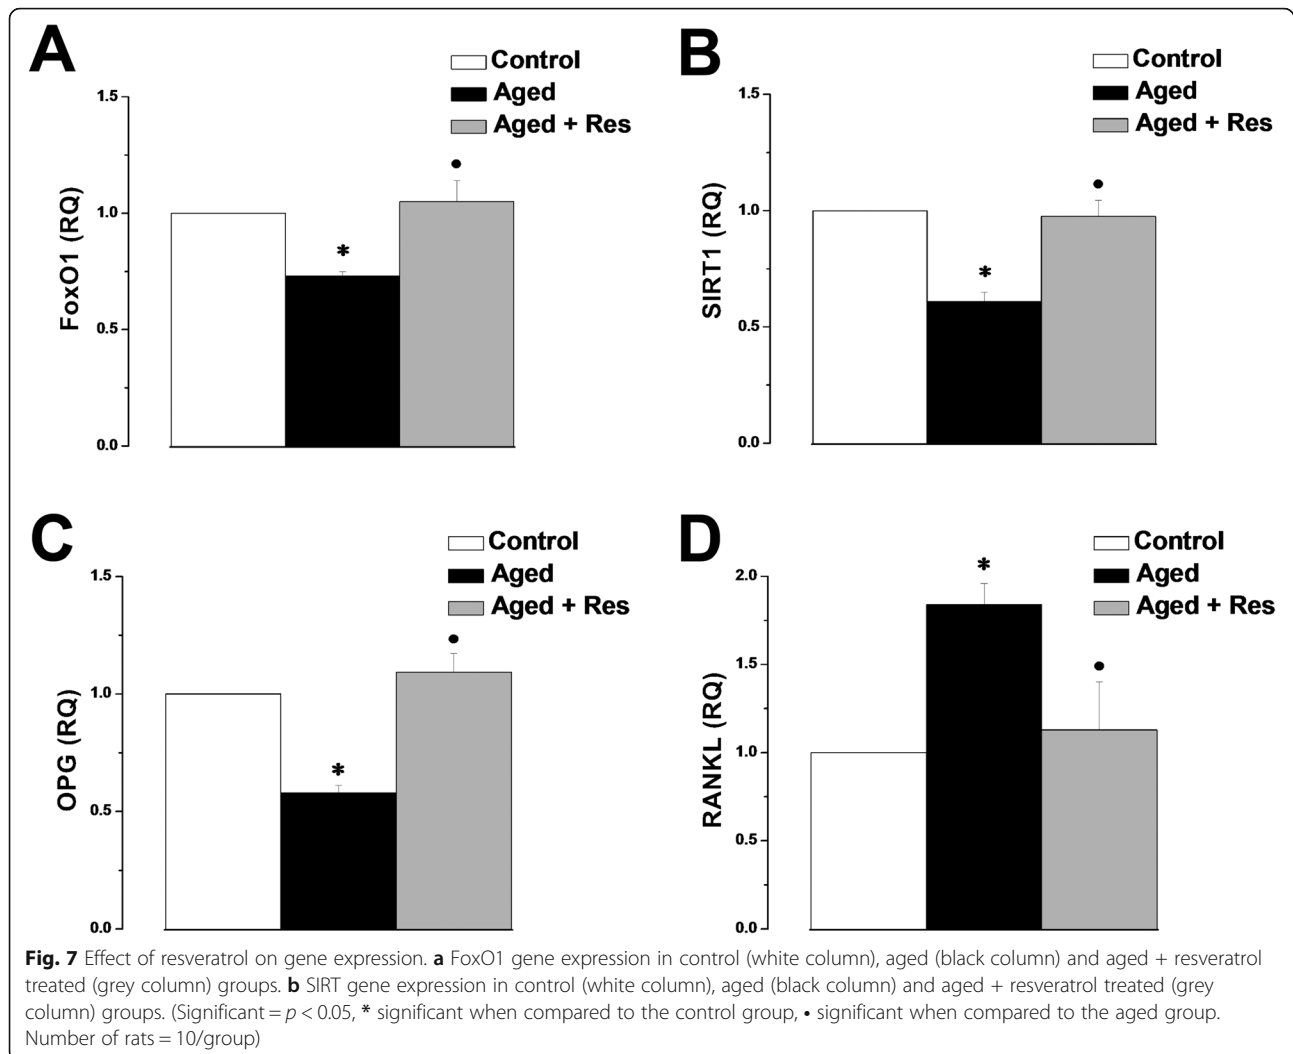 A
Control
Aged
Aged + Res
1.5
1.0
0.5
0.0
FoxO1 (RQ)
*
•
B
Control
Aged
Aged + Res
1.5
1.0
0.5
0.0
SIRT1 (RQ)
*
•
C
Control
Aged
Aged + Res
1.5
1.0
0.5
0.0
OPG (RQ)
*
•
D
Control
Aged
Aged + Res
2.0
1.5
1.0
0.5
0.0
RANKL (RQ)
*
•
Fig. 7 Effect of resveratrol on gene expression. a FoxO1 gene expression in control (white column), aged (black column) and aged + resveratrol
treated (grey column) groups. b SIRT gene expression in control (white column), aged (black column) and aged + resveratrol treated (grey
column) groups. (Significant = p < 0.05, * significant when compared to the control group, • significant when compared to the aged group.
Number of rats = 10/group)